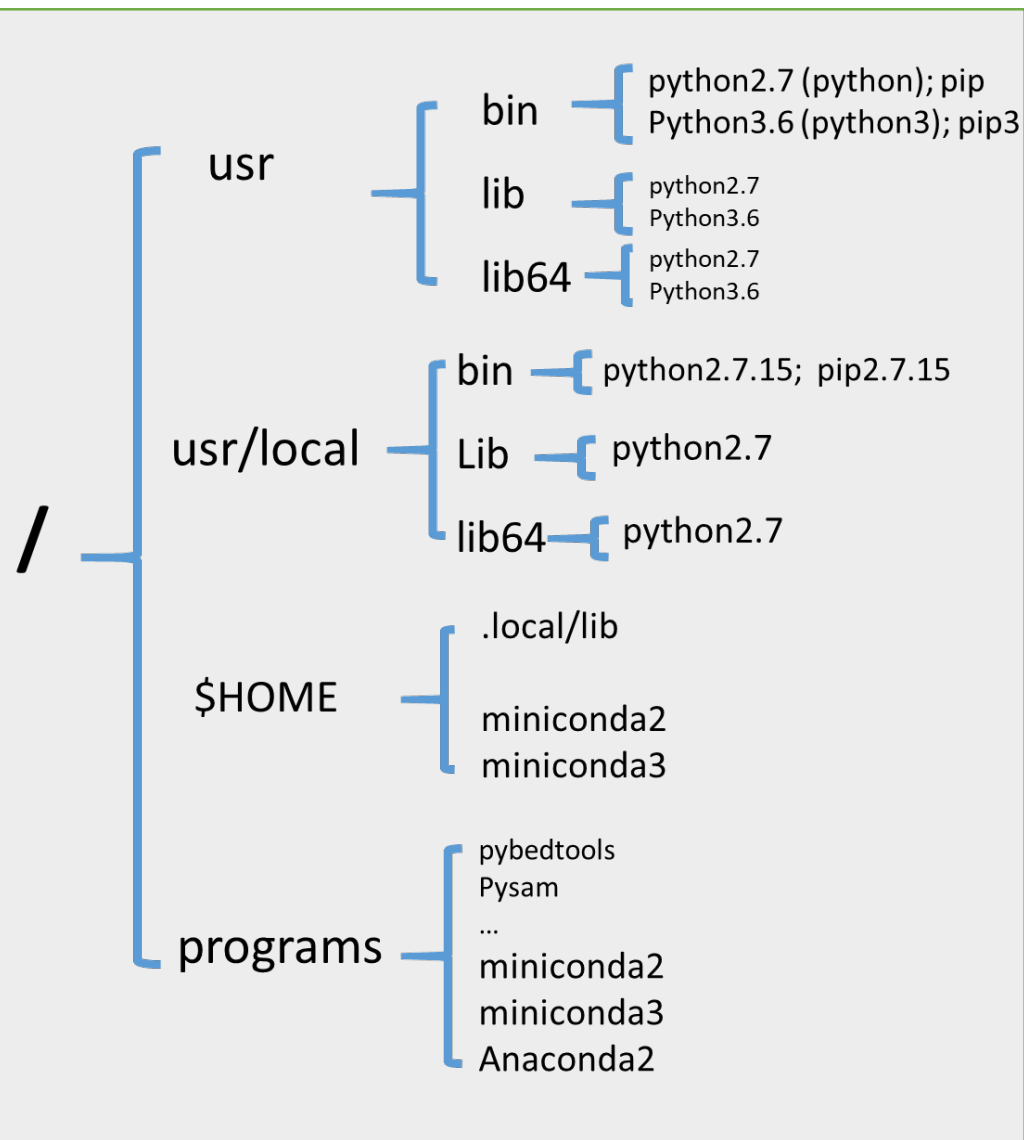 /
usr
bin
python2.7 (python); pip
Python3.6 (python3); pip3
lib
python2.7
Python3.6
lib64
python2.7
Python3.6
usr/local
bin
python2.7.15; pip2.7.15
Lib
python2.7
lib64
python2.7
$HOME
.local/lib
miniconda2
miniconda3
programs
pybedtools
Pysam
...
miniconda2
miniconda3
Anaconda2